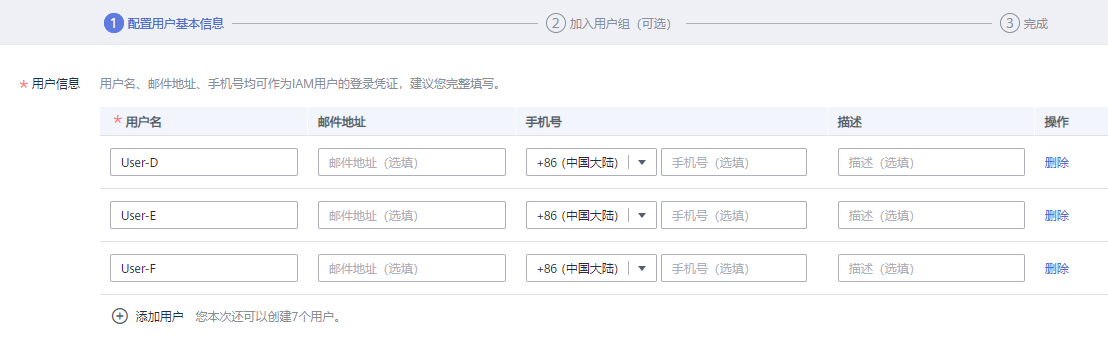 1 配置用户基本信息 2 加入用户组（可选） 3 完成
* 用户信息 用户名、邮件地址、手机号均可作为IAM用户的登录凭证，建议您完整填写。
* 用户名 邮件地址 手机号 描述 操作
User-D 邮件地址（选填） +86 (中国大陆) 手机号（选填） 描述（选填） 删除
User-E 邮件地址（选填） +86 (中国大陆) 手机号（选填） 描述（选填） 删除
User-F 邮件地址（选填） +86 (中国大陆) 手机号（选填） 描述（选填） 删除
添加用户 您本次还可以创建7个用户。